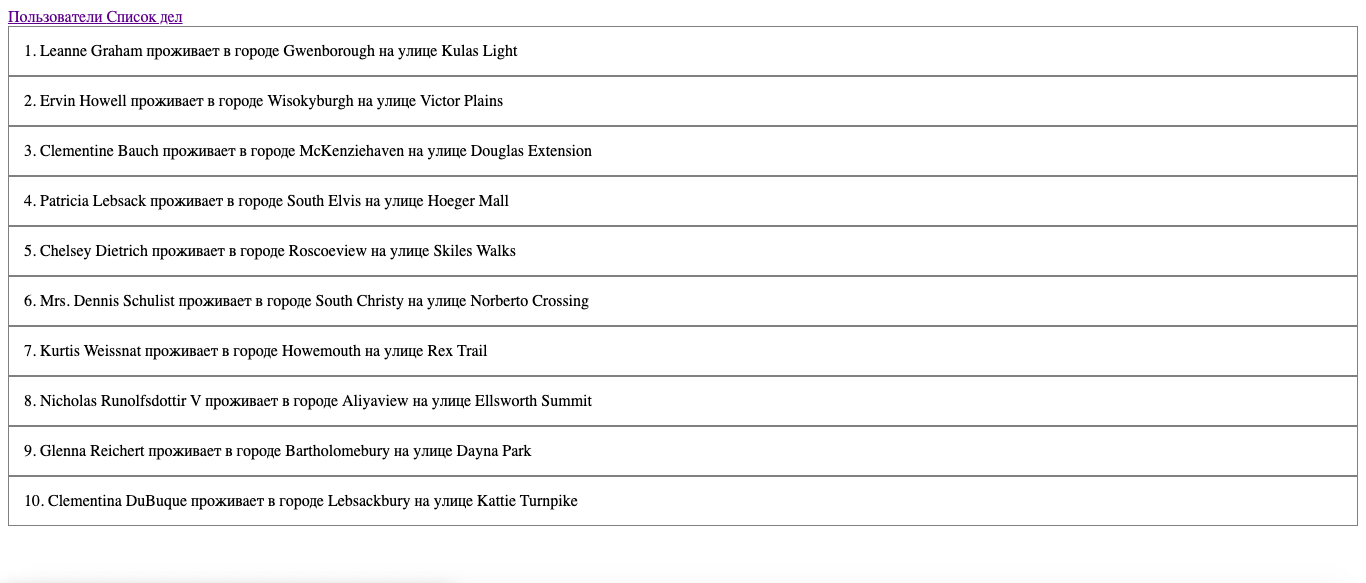 Пользователи Список дел
1. Leanne Graham проживает в городе Gwenborough на улице Kulas Light
2. Ervin Howell проживает в городе Wisokyburgh на улице Victor Plains
3. Clementine Bauch проживает в городе McKenziehaven на улице Douglas Extension
4. Patricia Lebsack проживает в городе South Elvis на улице Hoeger Mall
5. Chelsey Dietrich проживает в городе Roscoeview на улице Skiles Walks
6. Mrs. Dennis Schulist проживает в городе South Christy на улице Norberto Crossing
7. Kurtis Weissnat проживает в городе Howemouth на улице Rex Trail
8. Nicholas Runolfsdottir V проживает в городе Aliyaview на улице Ellsworth Summit
9. Glenna Reichert проживает в городе Bartholomebury на улице Dayna Park
10. Clementina DuBuque проживает в городе Lebsackbury на улице Kattie Turnpike